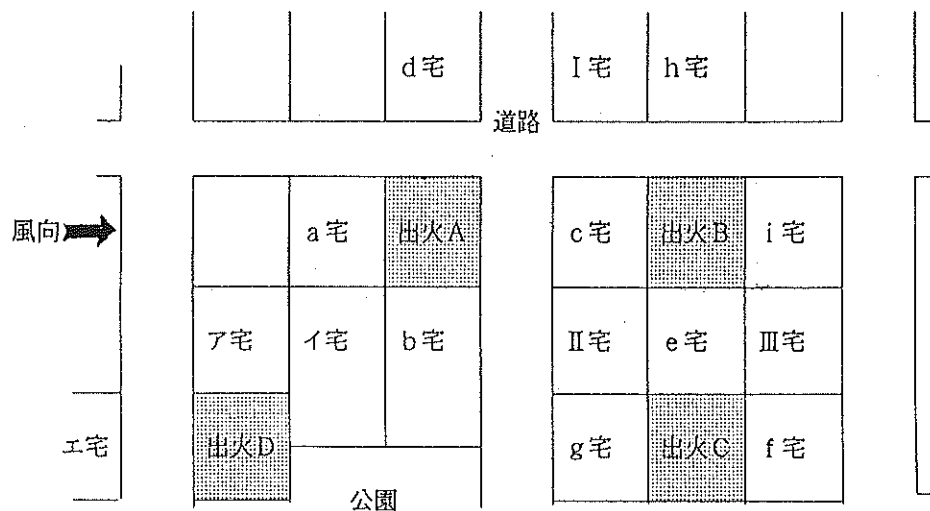 d宅 I宅 h宅
道路
風向 a宅 出火A c宅 出火B i宅
ア宅 イ宅 b宅 Ⅱ宅 e宅 Ⅲ宅
エ宅 出火D g宅 出火C f宅
公園